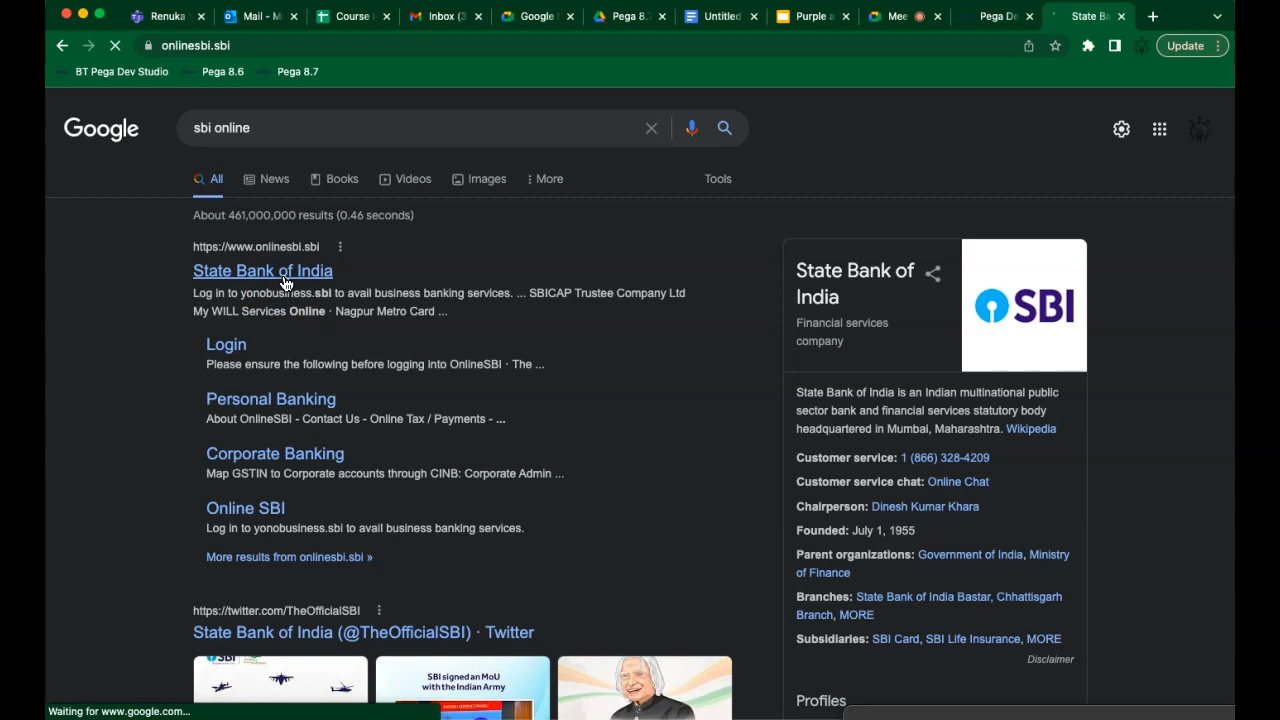 Renuka
Mail - M
Course
Inbox (3
Google
Pega 8.
Untitled
Purple a
Mee
Pega De
State Ba
onlinesbi.sbi
Update
BT Pega Dev Studio
Pega 8.6
Pega 8.7
Google
sbi online
All
News
Books
Videos
Images
More
Tools
About 461,000,000 results (0.46 seconds)
https://www.onlinesbi.sbi
State Bank of India
Log in to yonobusiness.sbi to avail business banking services. ... SBICAP Trustee Company Ltd
My WILL Services Online · Nagpur Metro Card ...
Login
Please ensure the following before logging into OnlineSBI · The ...
Personal Banking
About OnlineSBI - Contact Us - Online Tax / Payments - ...
Corporate Banking
Map GSTIN to Corporate accounts through CINB: Corporate Admin ...
Online SBI
Log in to yonobusiness.sbi to avail business banking services.
More results from onlinesbi.sbi »
https://twitter.com/TheOfficialSBI
State Bank of India (@TheOfficialSBI) · Twitter
SBI
SBI signed an MoU
with the Indian Army
State Bank of
India
Financial services
company
SBI
State Bank of India is an Indian multinational public
sector bank and financial services statutory body
headquartered in Mumbai, Maharashtra. Wikipedia
Customer service: 1 (866) 328-4209
Customer service chat: Online Chat
Chairperson: Dinesh Kumar Khara
Founded: July 1, 1955
Parent organizations: Government of India, Ministry
of Finance
Branches: State Bank of India Bastar, Chhattisgarh
Branch, MORE
Subsidiaries: SBI Card, SBI Life Insurance, MORE
Disclaimer
Profiles
Waiting for www.google.com...